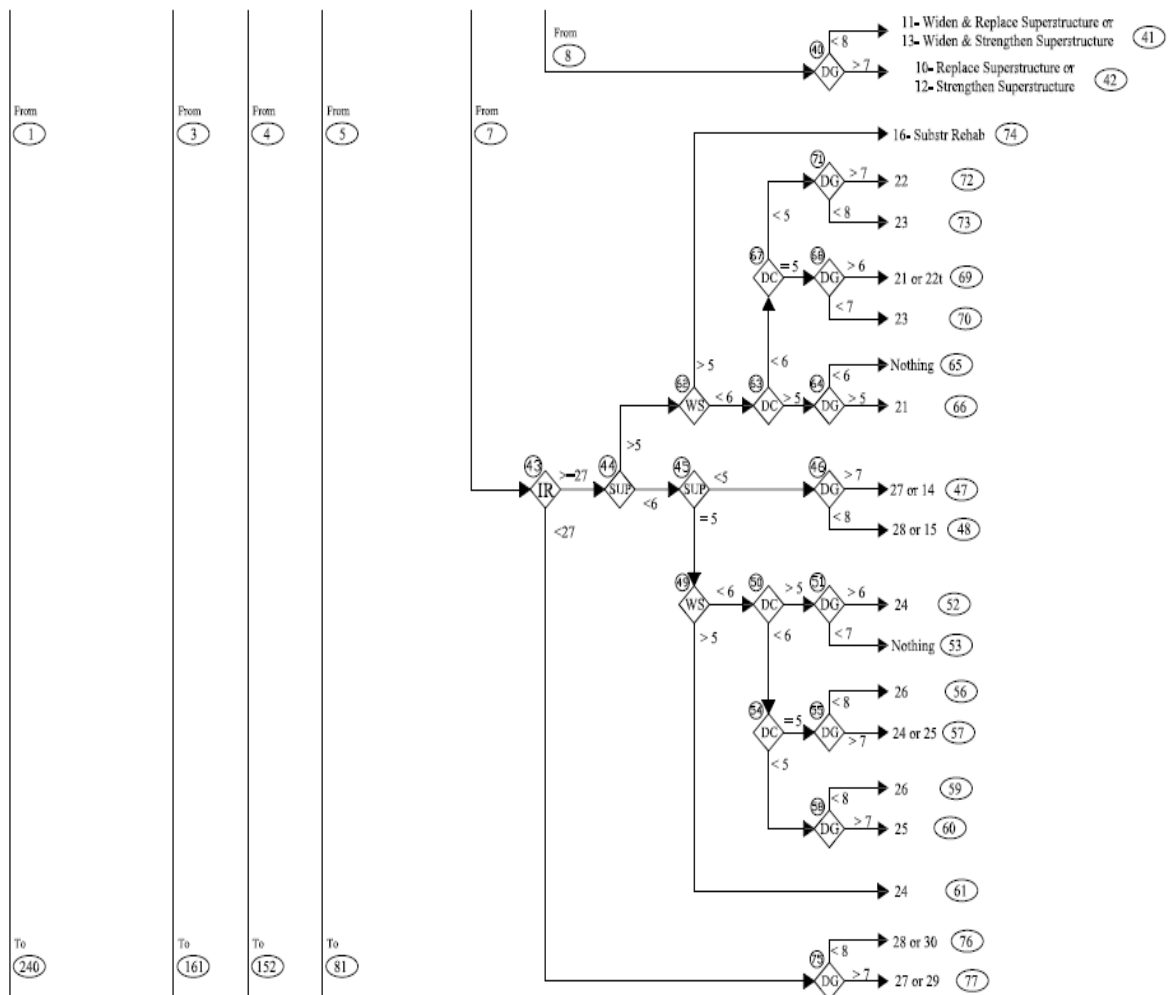 From
8
40
DG
< 8
> 7
11- Widen & Replace Superstructure or
13- Widen & Strengthen Superstructure
41
10- Replace Superstructure or
12- Strengthen Superstructure
42
From
1
From
3
From
4
From
5
From
7
16- Substr Rehab
74
71
DG
> 7
22
72
< 8
23
73
< 5
67
DC
= 5
68
DG
> 6
21 or 22t
69
< 7
23
70
> 5
< 6
Nothing
65
62
WS
< 6
63
DC
> 5
64
DG
< 6
> 5
21
66
>5
43
IR
>=27
44
SUP
<6
45
SUP
<5
46
DG
> 7
27 or 14
47
<27
= 5
< 8
28 or 15
48
49
WS
< 6
50
DC
> 5
51
DG
> 6
24
52
> 5
< 6
< 7
Nothing
53
26
56
54
DC
= 5
55
DG
< 8
> 7
24 or 25
57
< 5
26
59
58
DG
< 8
> 7
25
60
24
61
To
240
To
161
To
152
To
81
28 or 30
76
75
DG
< 8
> 7
27 or 29
77